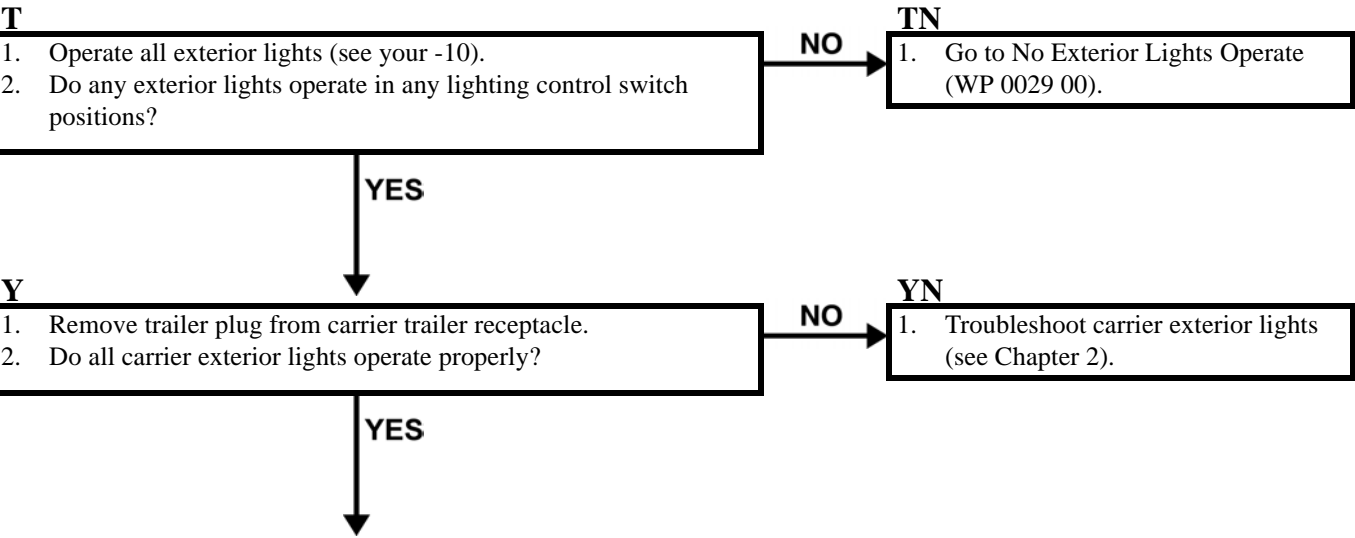 T
1. Operate all exterior lights (see your -10).
2. Do any exterior lights operate in any lighting control switch
positions?
NO
TN
1. Go to No Exterior Lights Operate
(WP 0029 00).
YES
Y
1. Remove trailer plug from carrier trailer receptacle.
2. Do all carrier exterior lights operate properly?
NO
YN
1. Troubleshoot carrier exterior lights
(see Chapter 2).
YES